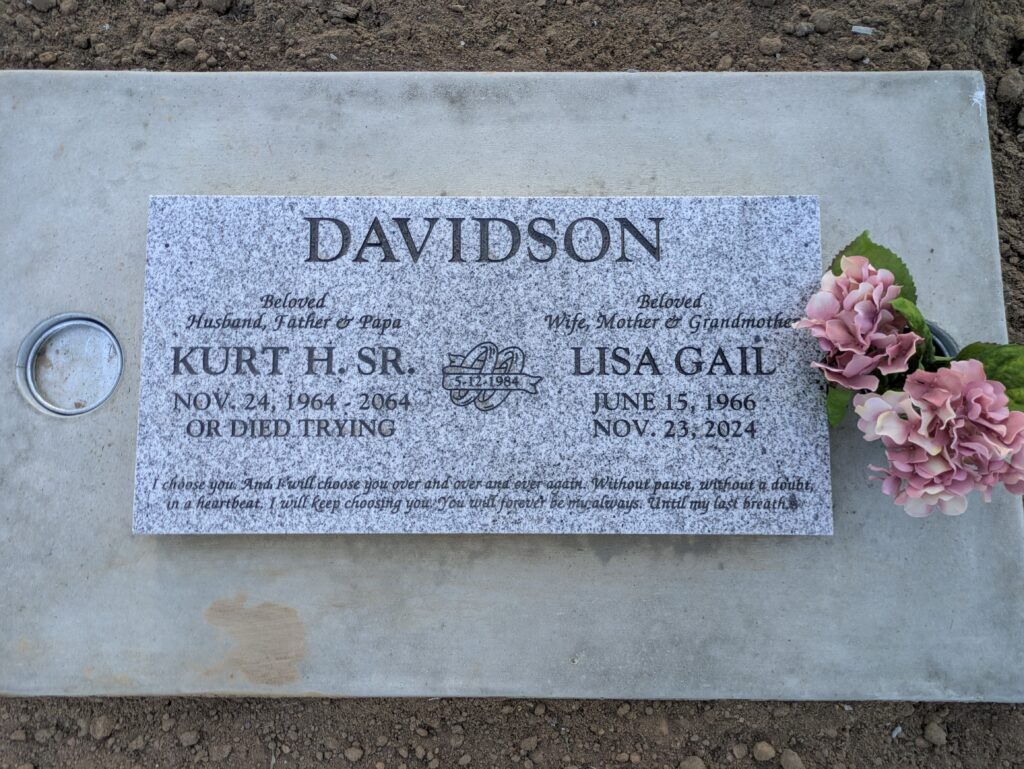 DAVIDSON
Beloved
Husband, Father & Papa
KURT H. SR.
NOV. 24, 1964 - 2064
OR DIED TRYING
5-12-1984
Beloved
Wife, Mother & Grandmother
LISA GAIL
JUNE 15, 1966
NOV. 23, 2024
I choose you. And I will choose you over and over and over again. Without pause, without a doubt,
in a heartbeat. I will keep choosing you. You will forever be my always. Until my last breath.